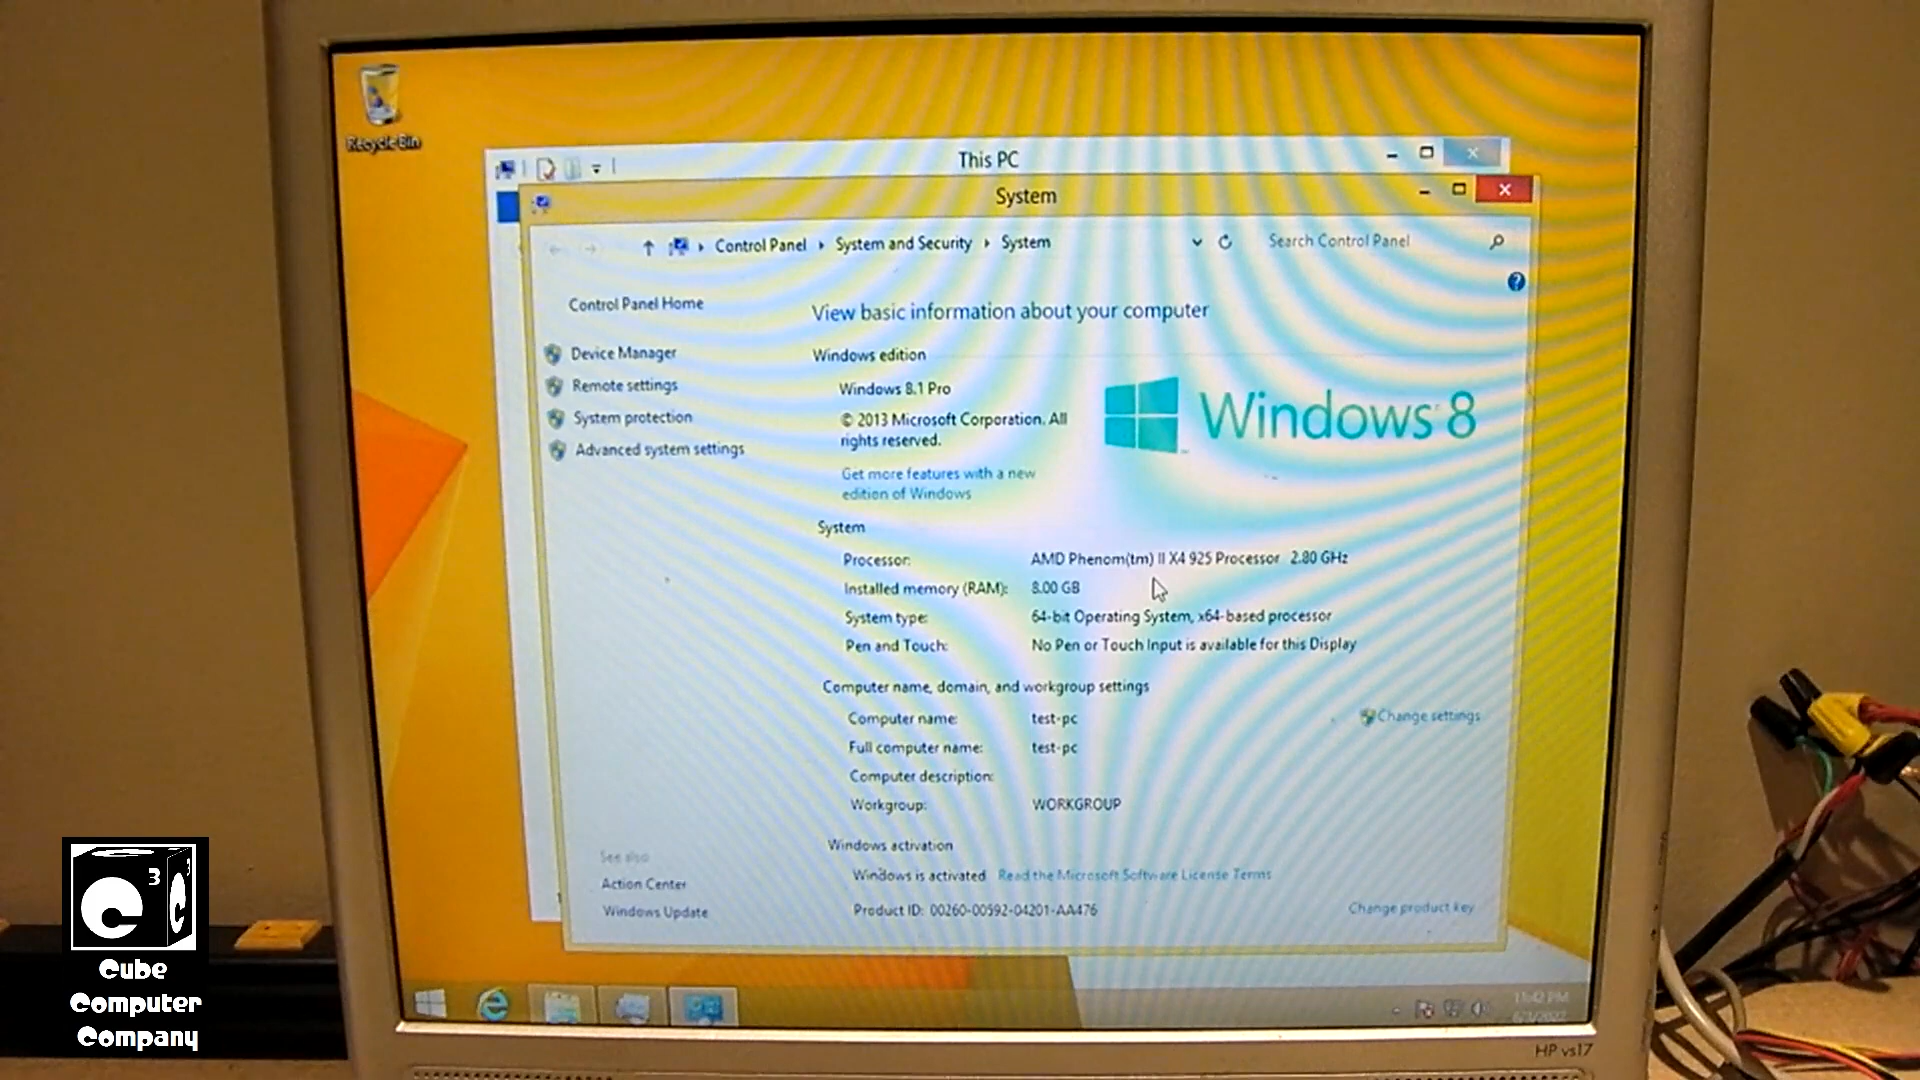 Recycle Bin
This PC
System
Control Panel System and Security System
Search Control Panel
Control Panel Home
View basic information about your computer
Device Manager
Remote settings
System protection
Advanced system settings
Windows edition
Windows 8.1 Pro
© 2013 Microsoft Corporation. All
rights reserved.
Get more features with a new
edition of Windows
Windows 8
System
Processor: AMD Phenom(tm) II X4 925 Processor 2.80 GHz
Installed memory (RAM): 8.00 GB
System type: 64-bit Operating System, x64-based processor
Pen and Touch: No Pen or Touch Input is available for this Display
Computer name, domain, and workgroup settings
Computer name: test-pc
Change settings
Full computer name: test-pc
Computer description:
Workgroup: WORKGROUP
Windows activation
Windows is activated Read the Microsoft Software License Terms
Product ID: 00260-00592-04201-AA476
Change product key
See also
Action Center
Windows Update
11:42 PM
HP vs17
C 3 C 3
Cube
Computer
Company